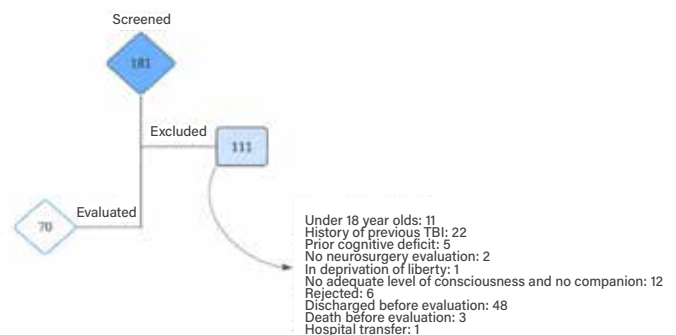 Screened
181
Excluded
111
Evaluated
70
Under 18 year olds: 11
History of previous TBI: 22
Prior cognitive deficit: 5
No neurosurgery evaluation: 2
In deprivation of liberty: 1
No adequate level of consciousness and no companion: 12
Rejected: 6
Discharged before evaluation: 48
Death before evaluation: 3
Hospital transfer: 1